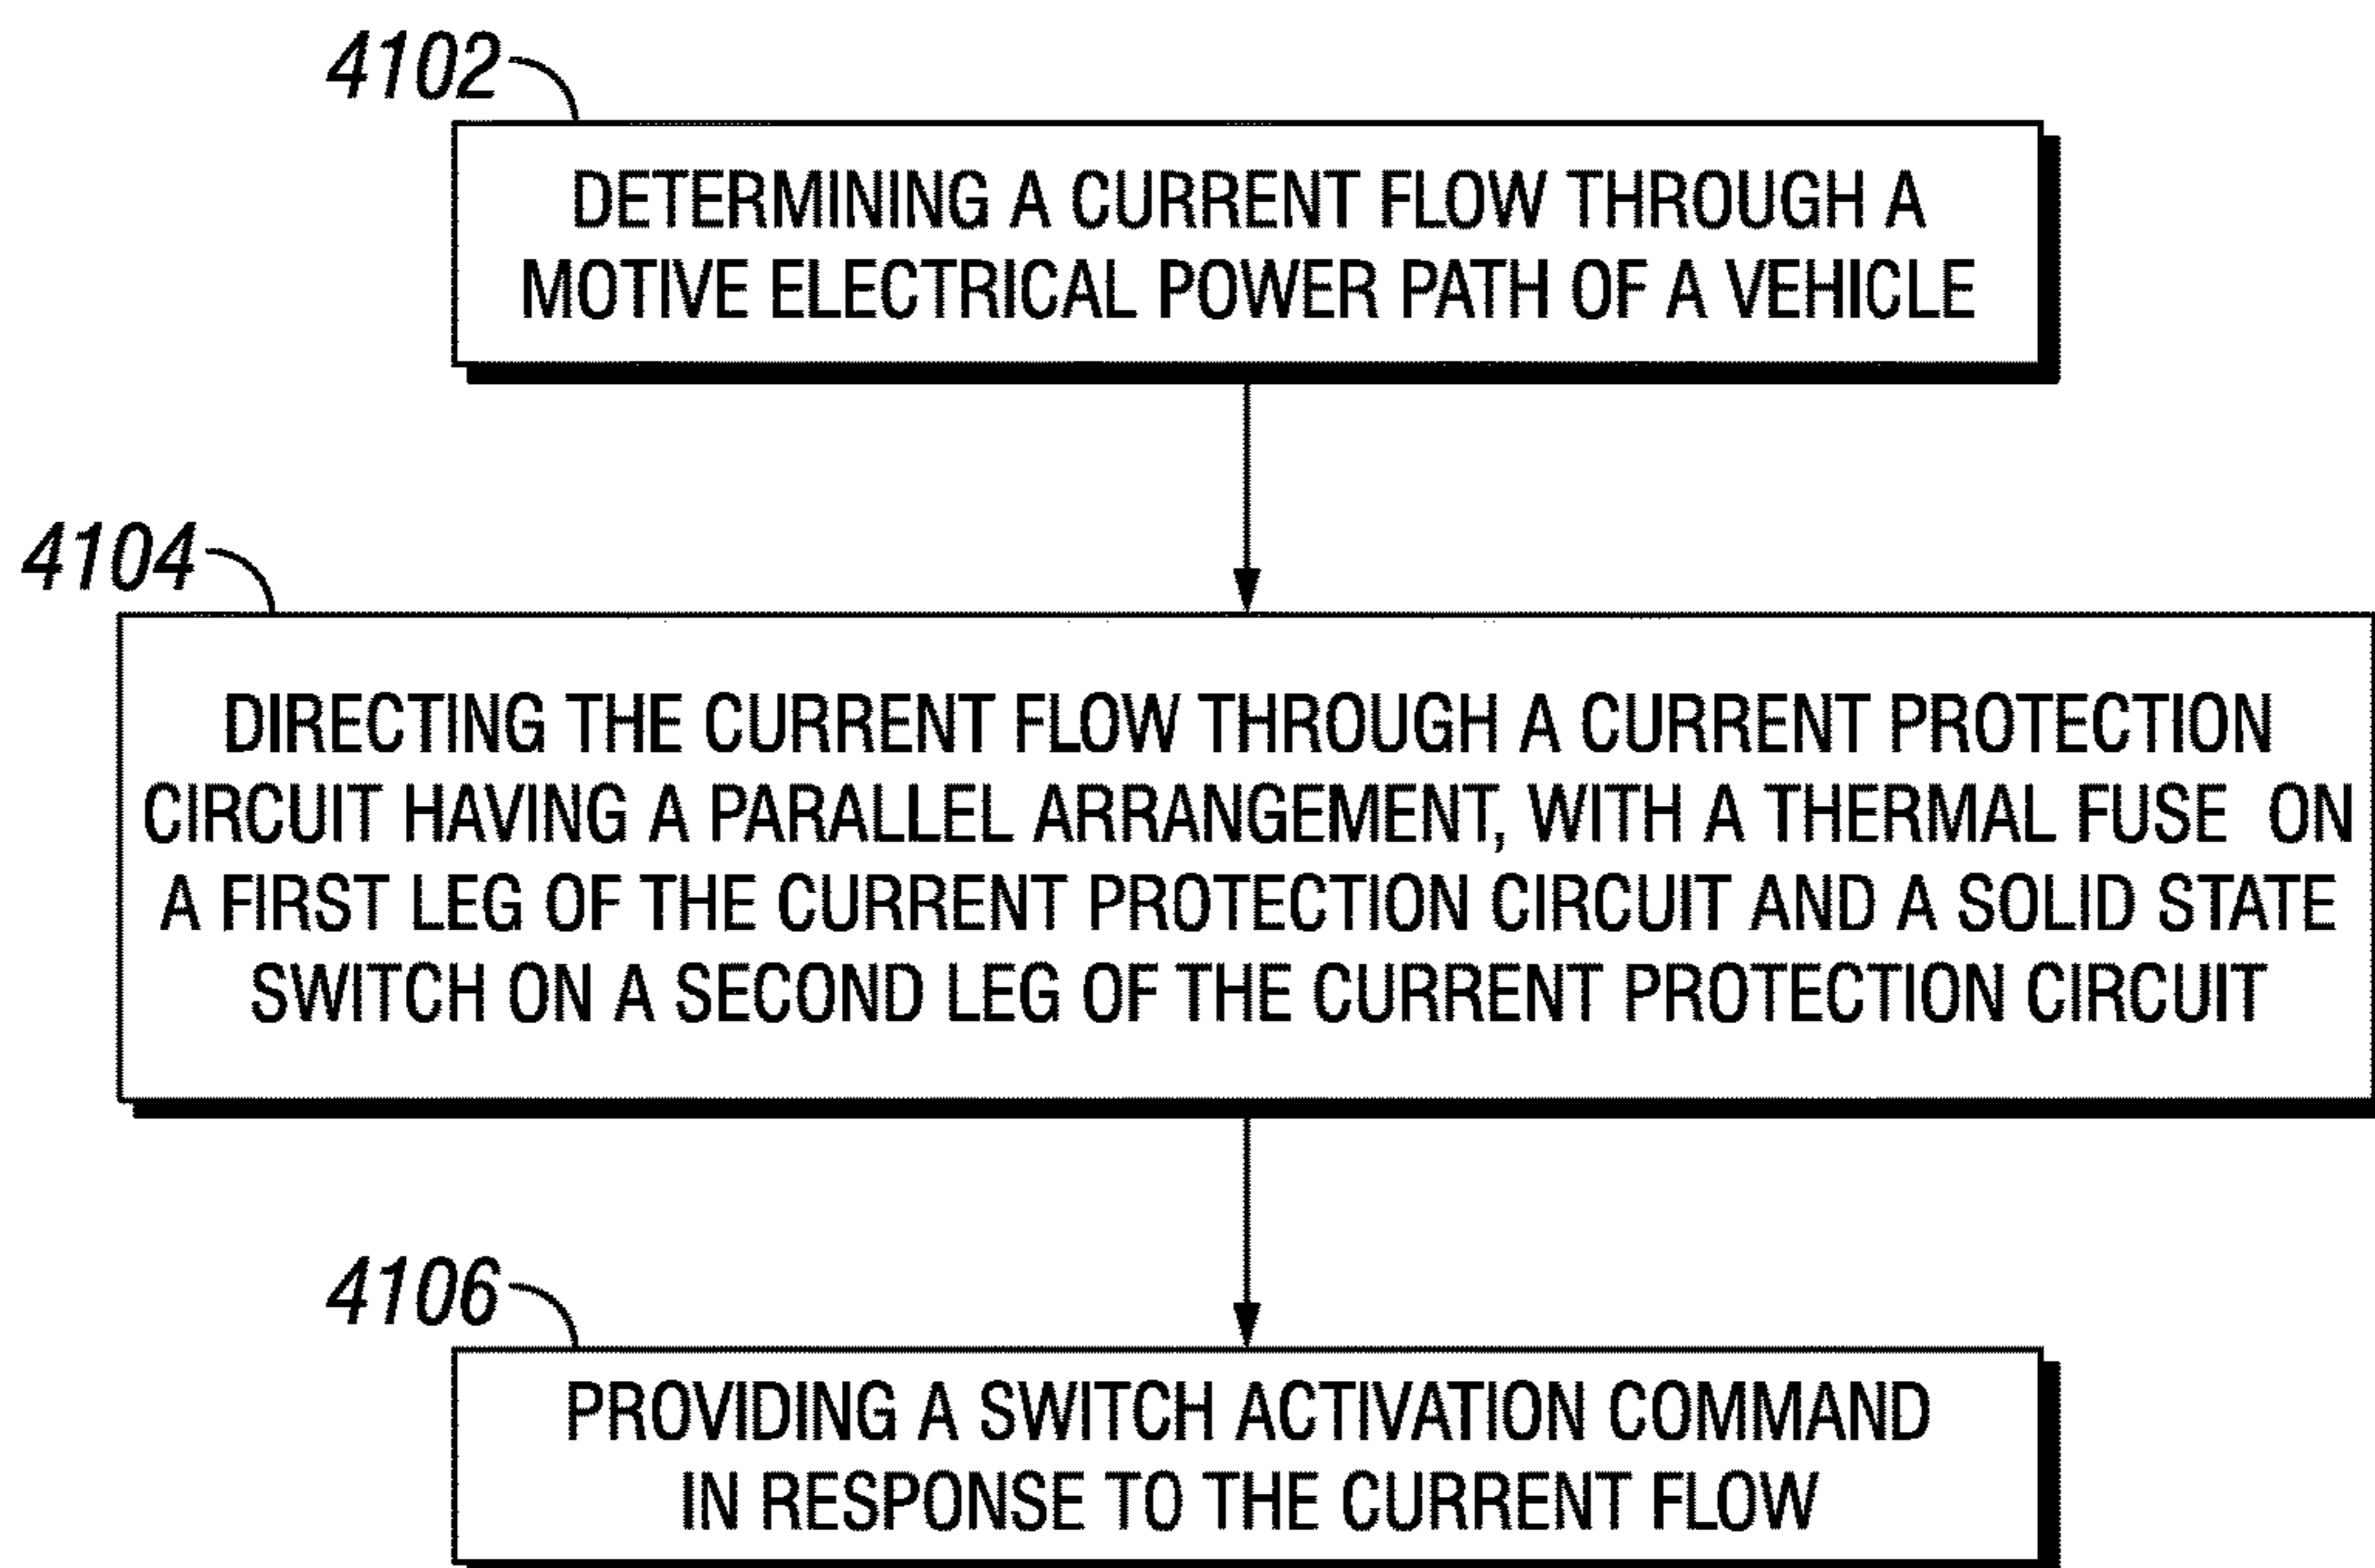 4102
DETERMINING A CURRENT FLOW THROUGH A
MOTIVE ELECTRICAL POWER PATH OF A VEHICLE
4104
DIRECTING THE CURRENT FLOW THROUGH A CURRENT PROTECTION
CIRCUIT HAVING A PARALLEL ARRANGEMENT, WITH A THERMAL FUSE ON
A FIRST LEG OF THE CURRENT PROTECTION CIRCUIT AND A SOLID STATE
SWITCH ON A SECOND LEG OF THE CURRENT PROTECTION CIRCUIT
4106
PROVIDING A SWITCH ACTIVATION COMMAND
IN RESPONSE TO THE CURRENT FLOW